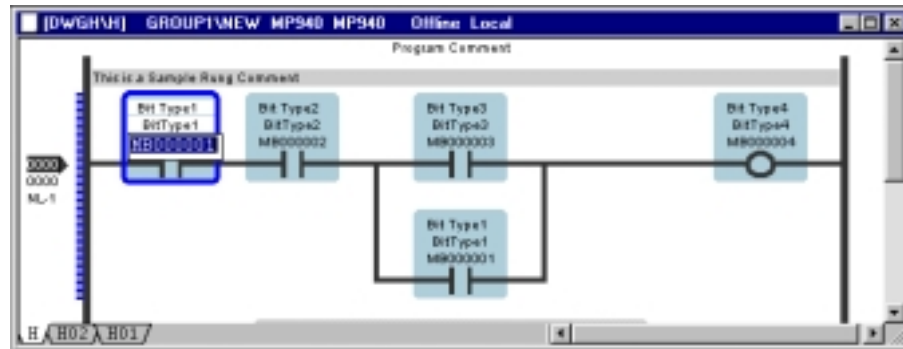 [DWGH\H] GROUP1\NEW MP940 MP940 Offline Local
Program Comment
This is a Sample Rung Comment
Bit Type1
BitType1
MB000001
Bit Type2
BitType2
MB000002
Bit Type3
BitType3
MB000003
Bit Type4
BitType4
MB000004
0000
0000
NL-1
Bit Type1
BitType1
MB000001
H H02 H01